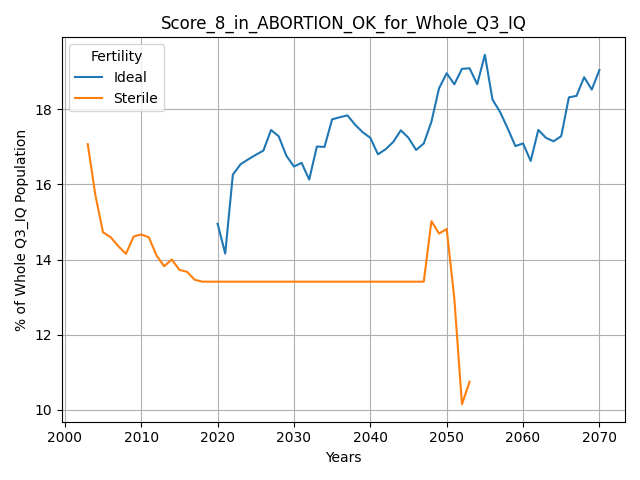 Score_8_in_ABORTION_OK_for_Whole_Q3_IQ
Fertility
Ideal
Sterile
% of Whole Q3_IQ Population
18
16
14
12
10
2000 2010 2020 2030 2040 2050 2060 2070
Years